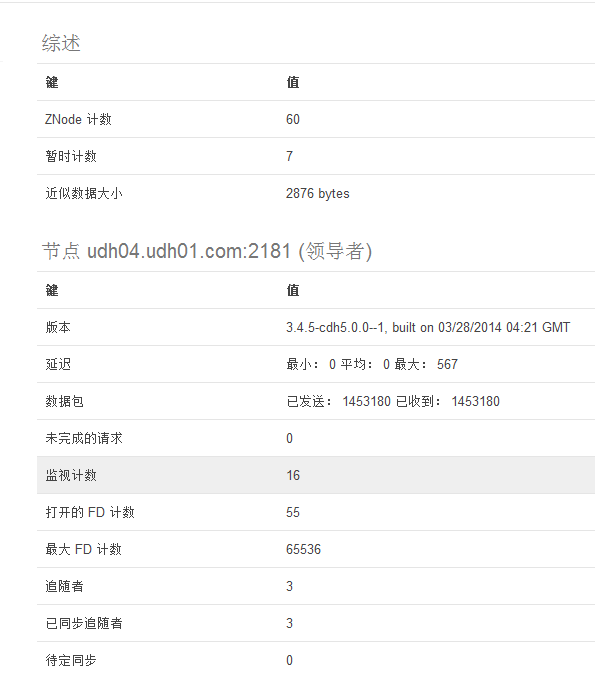 综述
键 值
ZNode 计数 60
暂时计数 7
近似数据大小 2876 bytes
节点 udh04.udh01.com:2181 (领导者)
键 值
版本 3.4.5-cdh5.0.0--1, built on 03/28/2014 04:21 GMT
延迟 最小： 0 平均： 0 最大： 567
数据包 已发送： 1453180 已收到： 1453180
未完成的请求 0
监视计数 16
打开的 FD 计数 55
最大 FD 计数 65536
追随者 3
已同步追随者 3
待定同步 0